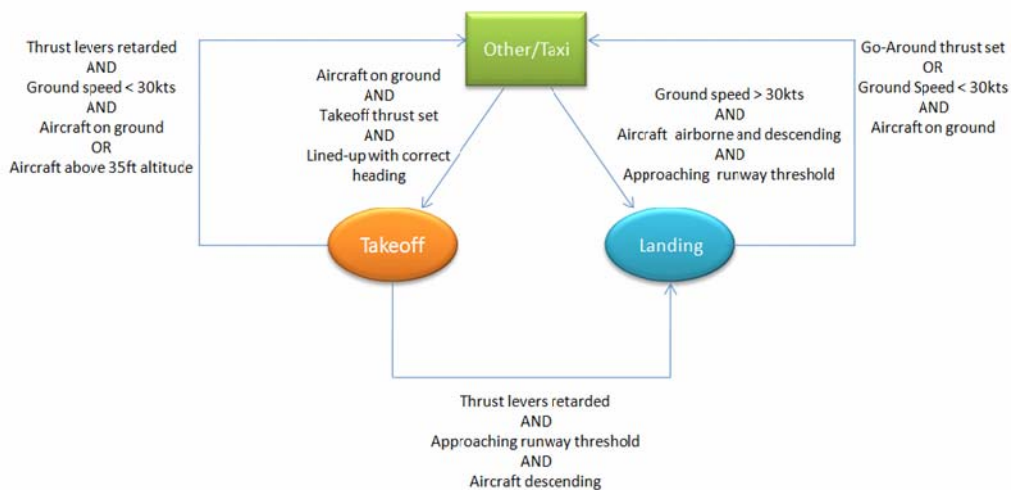 Other/Taxi
Thrust levers retarded
AND
Ground speed < 30kts
AND
Aircraft on ground
OR
Aircraft above 35ft altitude
Aircraft on ground
AND
Takeoff thrust set
AND
Lined-up with correct
heading
Ground speed > 30kts
AND
Aircraft airborne and descending
AND
Approaching runway threshold
Go-Around thrust set
OR
Ground Speed < 30kts
AND
Aircraft on ground
Takeoff
Landing
Thrust levers retarded
AND
Approaching runway threshold
AND
Aircraft descending